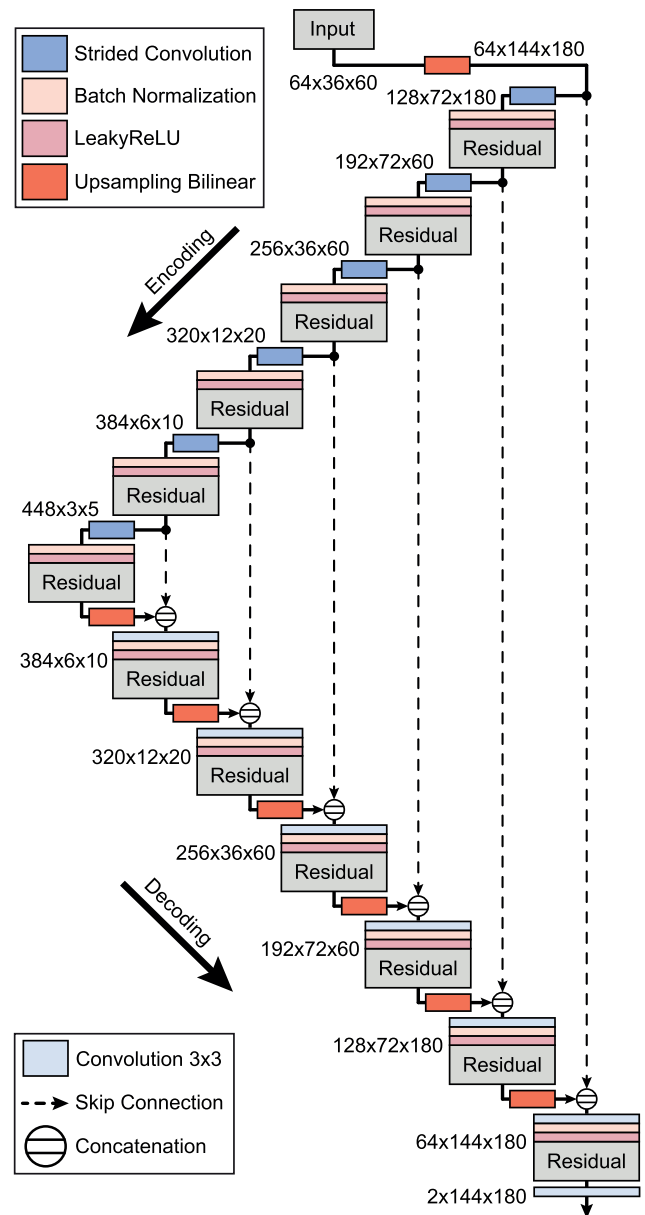 Input
64x144x180
64x36x60
Strided Convolution
Batch Normalization
LeakyReLU
Upsampling Bilinear
128x72x180
Residual
192x72x60
Residual
Encoding
256x36x60
Residual
320x12x20
Residual
384x6x10
Residual
448x3x5
Residual
384x6x10
Residual
320x12x20
Residual
256x36x60
Residual
Decoding
192x72x60
Residual
128x72x180
Residual
Convolution 3x3
Skip Connection
Concatenation
64x144x180
Residual
2x144x180